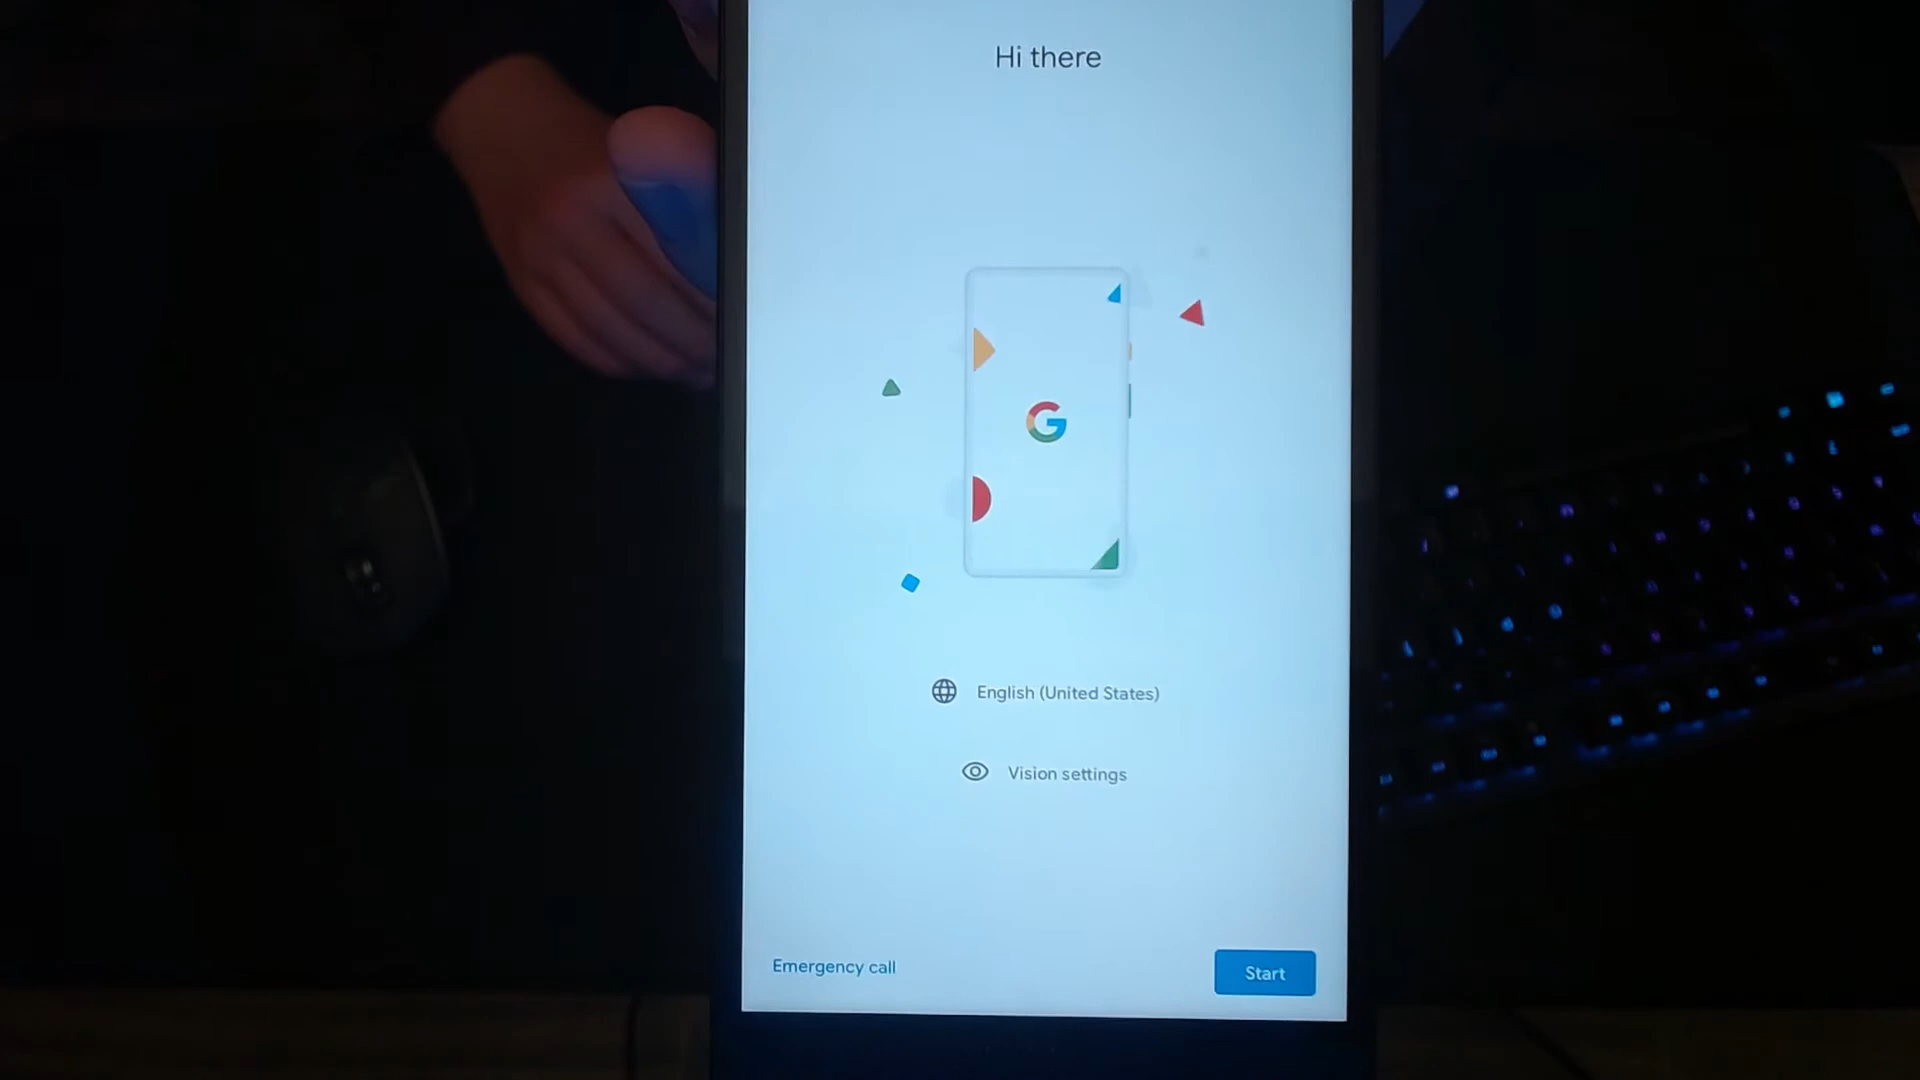 Hi there
G
English (United States)
Vision settings
Emergency call
Start